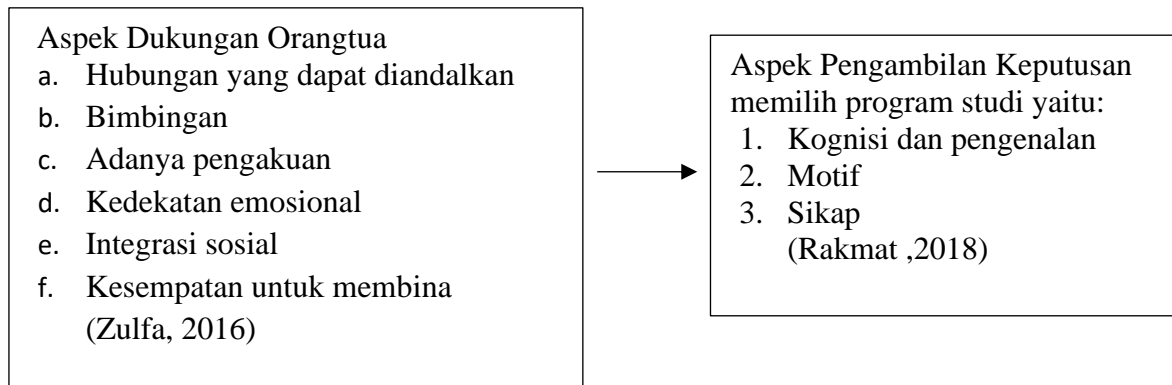 Aspek Dukungan Orangtua
a. Hubungan yang dapat diandalkan
b. Bimbingan
c. Adanya pengakuan
d. Kedekatan emosional
e. Integrasi sosial
f. Kesempatan untuk membina
(Zulfa, 2016)
Aspek Pengambilan Keputusan
memilih program studi yaitu:
1. Kognisi dan pengenalan
2. Motif
3. Sikap
(Rakmat ,2018)